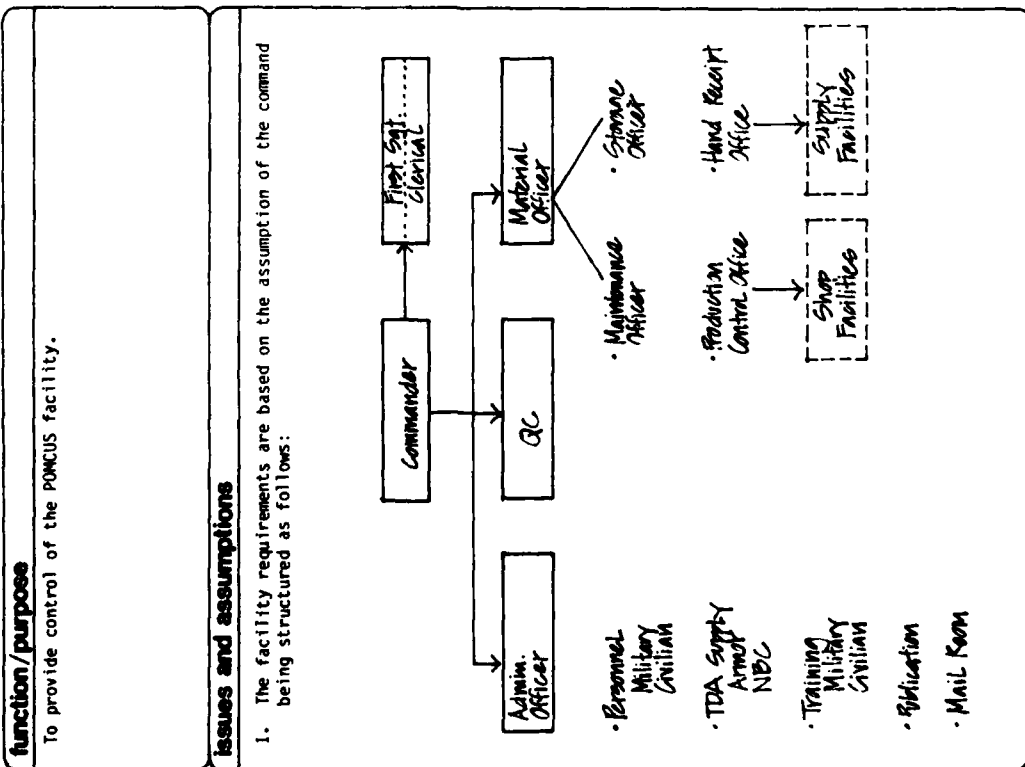 function/purpose
To provide control of the POMCUS facility.
issues and assumptions
1. The facility requirements are based on the assumption of the command
being structured as follows:
Commander
First Sgt
Clerical
Admin.
Officer
QC
Material
Officer
· Personnel
Military
Civilian
· TDA Supply
Armor
NBC
· Training
Military
Civilian
· Publication
· Mail Room
· Maintenance
Officer
· Storage
Officer
· Production
Control Office
· Hand Receipt
Office
Shop
Facilities
Supply
Facilities